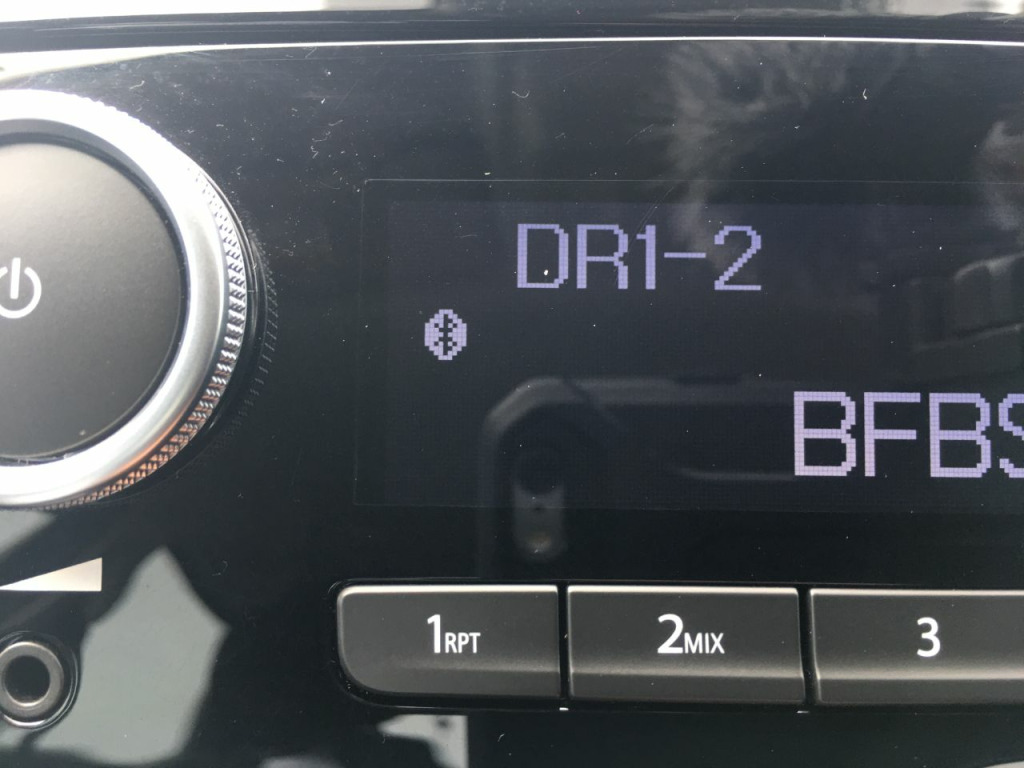 DR1-2
BFBS
1RPT
2MIX
3